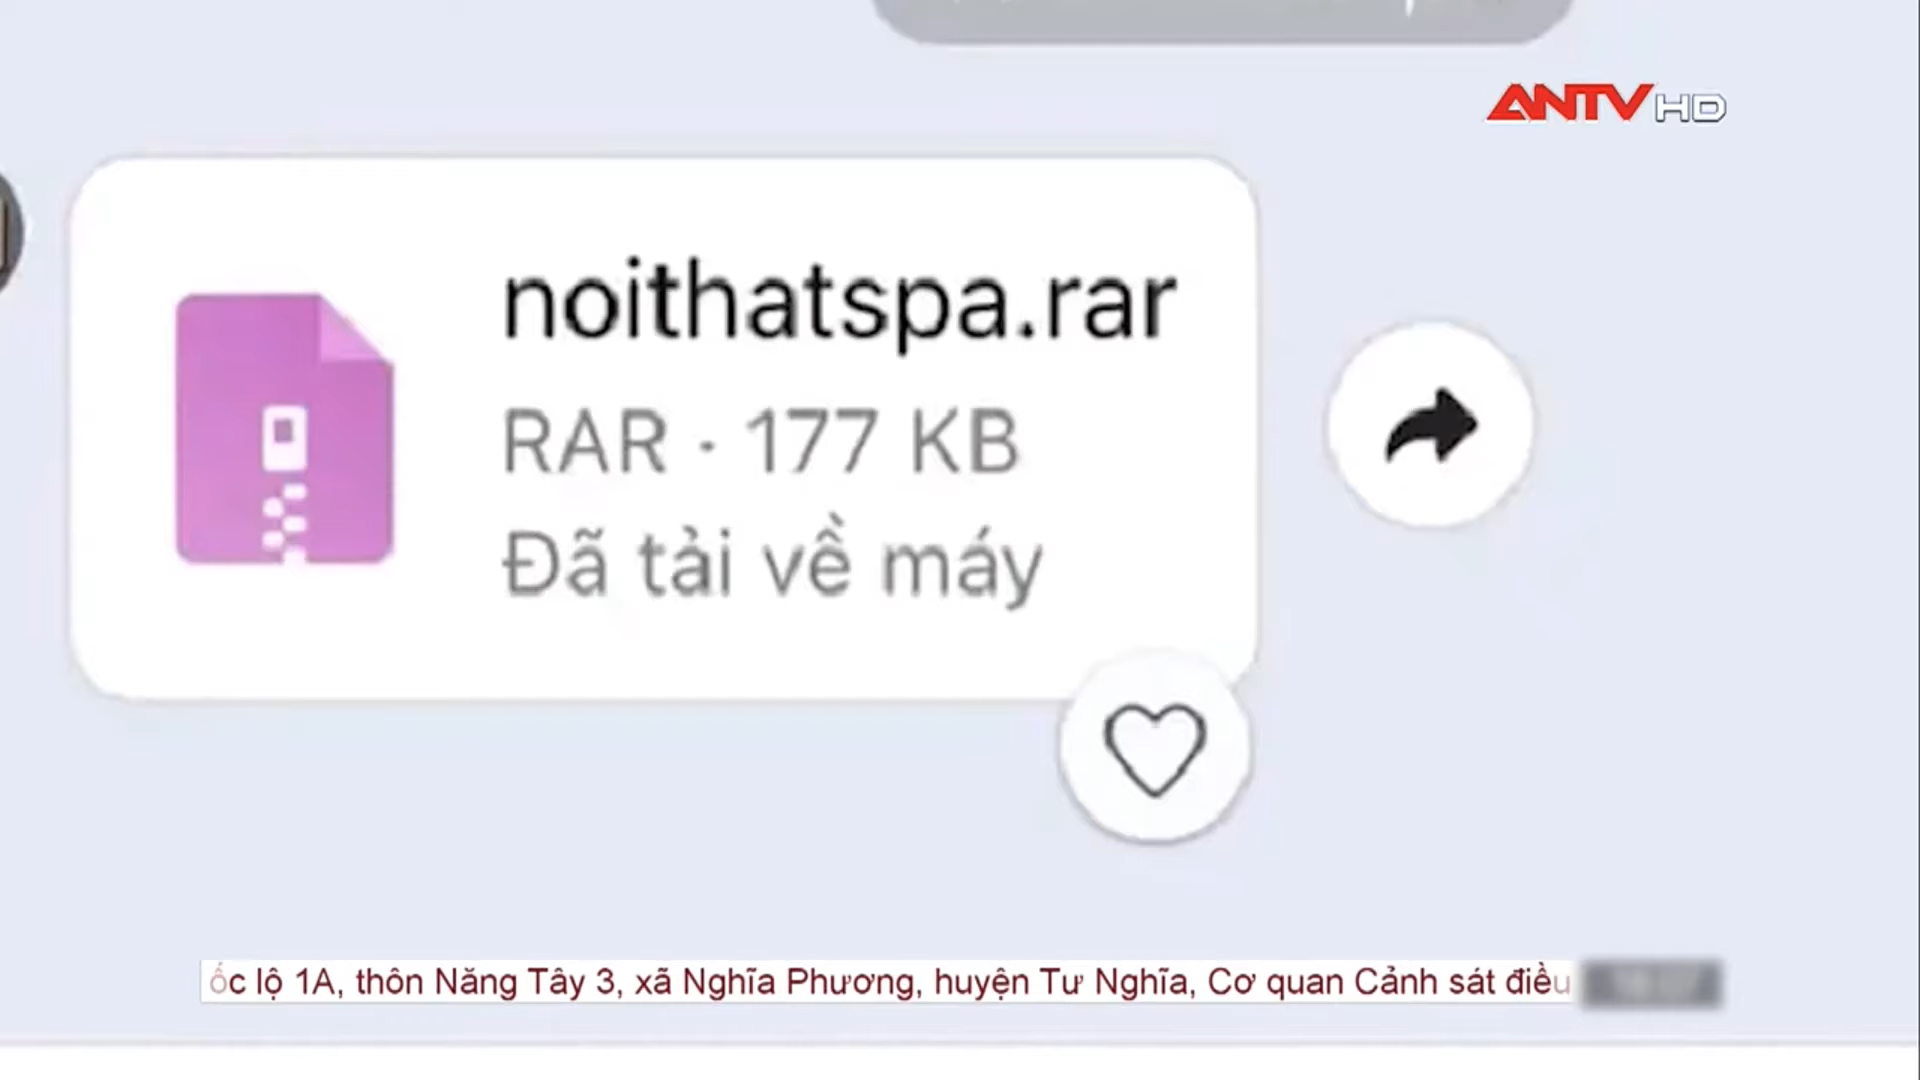 ANTV HD
noithatspa.rar
RAR · 177 KB
Đã tải về máy
ốc lộ 1A, thôn Năng Tây 3, xã Nghĩa Phương, huyện Tư Nghĩa, Cơ quan Cảnh sát điều